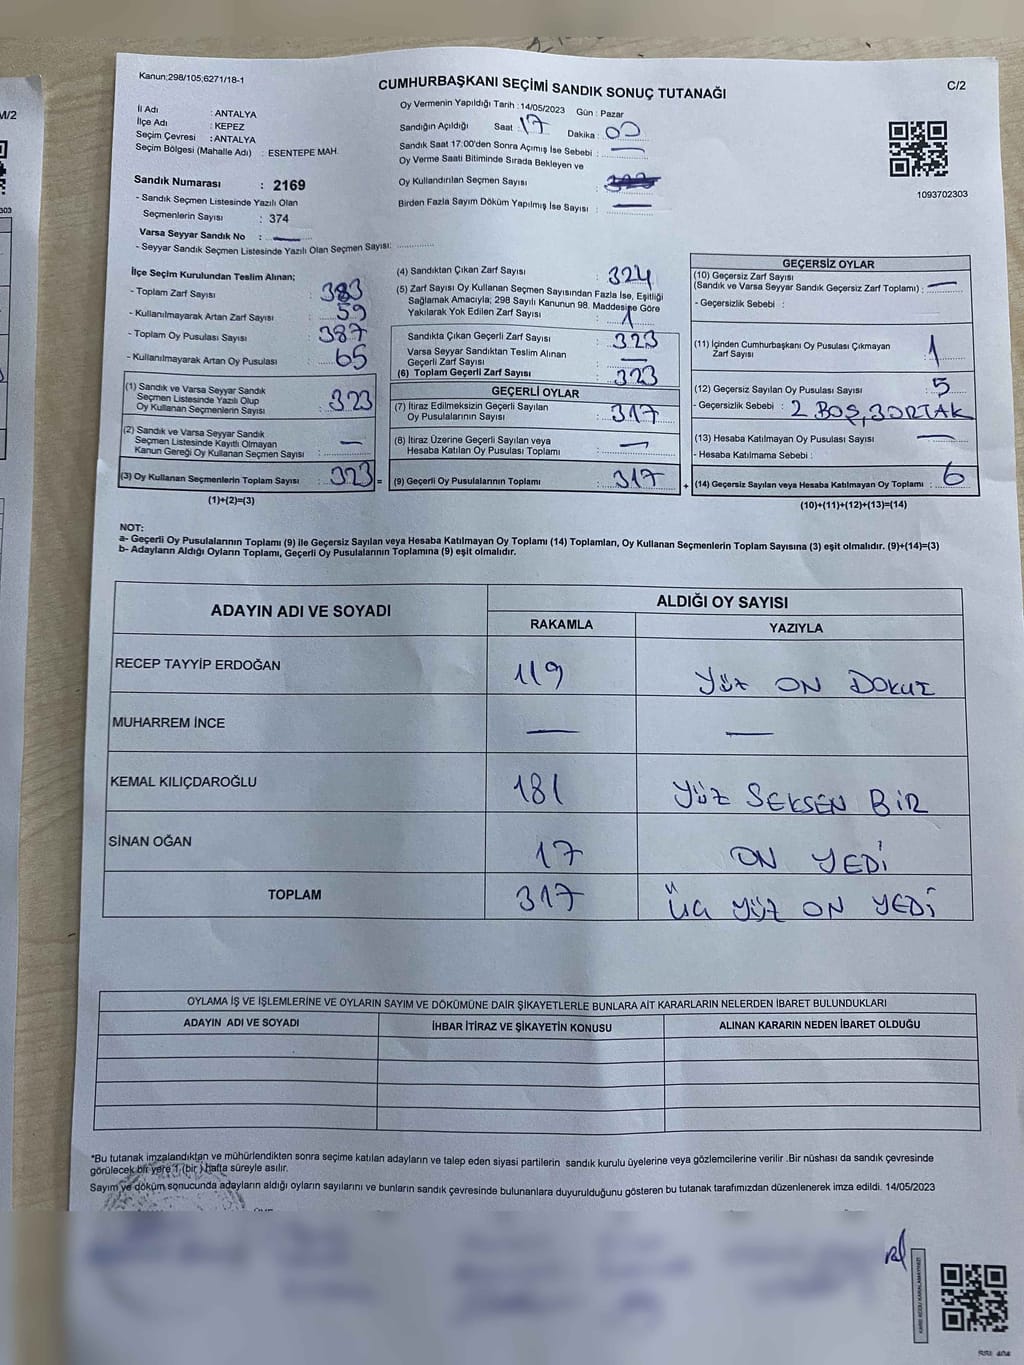 M/2
303
Kanun;298/105;6271/18-1
CUMHURBAŞKANI SEÇİMİ SANDIK SONUÇ TUTANAĞI
C/2
İl Adı : ANTALYA
İlçe Adı : KEPEZ
Seçim Çevresi : ANTALYA
Seçim Bölgesi (Mahalle Adı) : ESENTEPE MAH.
Oy Vermenin Yapıldığı Tarih :14/05/2023 Gün : Pazar
Sandığın Açıldığı Saat : 17 Dakika : 00
Sandık Saat 17:00'den Sonra Açımış İse Sebebi : —
Oy Verme Saati Bitiminde Sırada Bekleyen ve
Oy Kullandırılan Seçmen Sayısı :
Birden Fazla Sayım Döküm Yapılmış İse Sayısı : —
1093702303
Sandık Numarası : 2169
- Sandık Seçmen Listesinde Yazılı Olan
Seçmenlerin Sayısı : 374
Varsa Seyyar Sandık No : —
- Seyyar Sandık Seçmen Listesinde Yazılı Olan Seçmen Sayısı: ............
İlçe Seçim Kurulundan Teslim Alınan;
- Toplam Zarf Sayısı : 383
- Kullanılmayarak Artan Zarf Sayısı : 59
- Toplam Oy Pusulası Sayısı : 387
- Kullanılmayarak Artan Oy Pusulası : 65
(1) Sandık ve Varsa Seyyar Sandık
Seçmen Listesinde Yazılı Olup
Oy Kullanan Seçmenlerin Sayısı : 323
(2) Sandık ve Varsa Seyyar Sandık
Seçmen Listesinde Kayıtlı Olmayan
Kanun Gereği Oy Kullanan Seçmen Sayısı : —
(3) Oy Kullanan Seçmenlerin Toplam Sayısı : 323 =
(1)+(2)=(3)
(4) Sandıktan Çıkan Zarf Sayısı : 324
(5) Zarf Sayısı Oy Kullanan Seçmen Sayısından Fazla İse, Eşitliği
Sağlamak Amacıyla; 298 Sayılı Kanunun 98. Maddesine Göre
Yakılarak Yok Edilen Zarf Sayısı : 1
Sandıkta Çıkan Geçerli Zarf Sayısı : 323
Varsa Seyyar Sandıktan Teslim Alınan
Geçerli Zarf Sayısı : —
(6) Toplam Geçerli Zarf Sayısı : 323
GEÇERLİ OYLAR
(7) İtiraz Edilmeksizin Geçerli Sayılan
Oy Pusulalarının Sayısı : 317
(8) İtiraz Üzerine Geçerli Sayılan veya
Hesaba Katılan Oy Pusulası Toplamı : —
(9) Geçerli Oy Pusulalarının Toplamı : 317 +
GEÇERSİZ OYLAR
(10) Geçersiz Zarf Sayısı
(Sandık ve Varsa Seyyar Sandık Geçersiz Zarf Toplamı) : —
- Geçersizlik Sebebi :
(11) İçinden Cumhurbaşkanı Oy Pusulası Çıkmayan
Zarf Sayısı : 1
(12) Geçersiz Sayılan Oy Pusulası Sayısı : 5
- Geçersizlik Sebebi : 2 BOŞ, 3 ORTAK
(13) Hesaba Katılmayan Oy Pusulası Sayısı : —
- Hesaba Katılmama Sebebi :
(14) Geçersiz Sayılan veya Hesaba Katılmayan Oy Toplamı : 6
(10)+(11)+(12)+(13)=(14)
NOT:
a- Geçerli Oy Pusulalarının Toplamı (9) ile Geçersiz Sayılan veya Hesaba Katılmayan Oy Toplamı (14) Toplamları, Oy Kullanan Seçmenlerin Toplam Sayısına (3) eşit olmalıdır. (9)+(14)=(3)
b- Adayların Aldığı Oyların Toplamı, Geçerli Oy Pusulalarının Toplamına (9) eşit olmalıdır.
ADAYIN ADI VE SOYADI ALDIĞI OY SAYISI
RAKAMLA YAZIYLA
RECEP TAYYİP ERDOĞAN 119 YÜZ ON DOKUZ
MUHARREM İNCE — —
KEMAL KILIÇDAROĞLU 181 YÜZ SEKSEN BİR
SİNAN OĞAN 17 ON YEDİ
TOPLAM 317 ÜÇ YÜZ ON YEDİ
OYLAMA İŞ VE İŞLEMLERİNE VE OYLARIN SAYIM VE DÖKÜMÜNE DAİR ŞİKAYETLERLE BUNLARA AİT KARARLARIN NELERDEN İBARET BULUNDUKLARI
ADAYIN ADI VE SOYADI İHBAR İTİRAZ VE ŞİKAYETİN KONUSU ALINAN KARARIN NEDEN İBARET OLDUĞU
*Bu tutanak imzalandıktan ve mühürlendikten sonra seçime katılan adayların ve talep eden siyasi partilerin sandık kurulu üyelerine veya gözlemcilerine verilir .Bir nüshası da sandık çevresinde
görülecek bir yere 1 (bir ) hafta süreyle asılır.
Sayım ve döküm sonucunda adayların aldığı oyların sayılarını ve bunların sandık çevresinde bulunanlara duyurulduğunu gösteren bu tutanak tarafımızdan düzenlenerek imza edildi. 14/05/2023